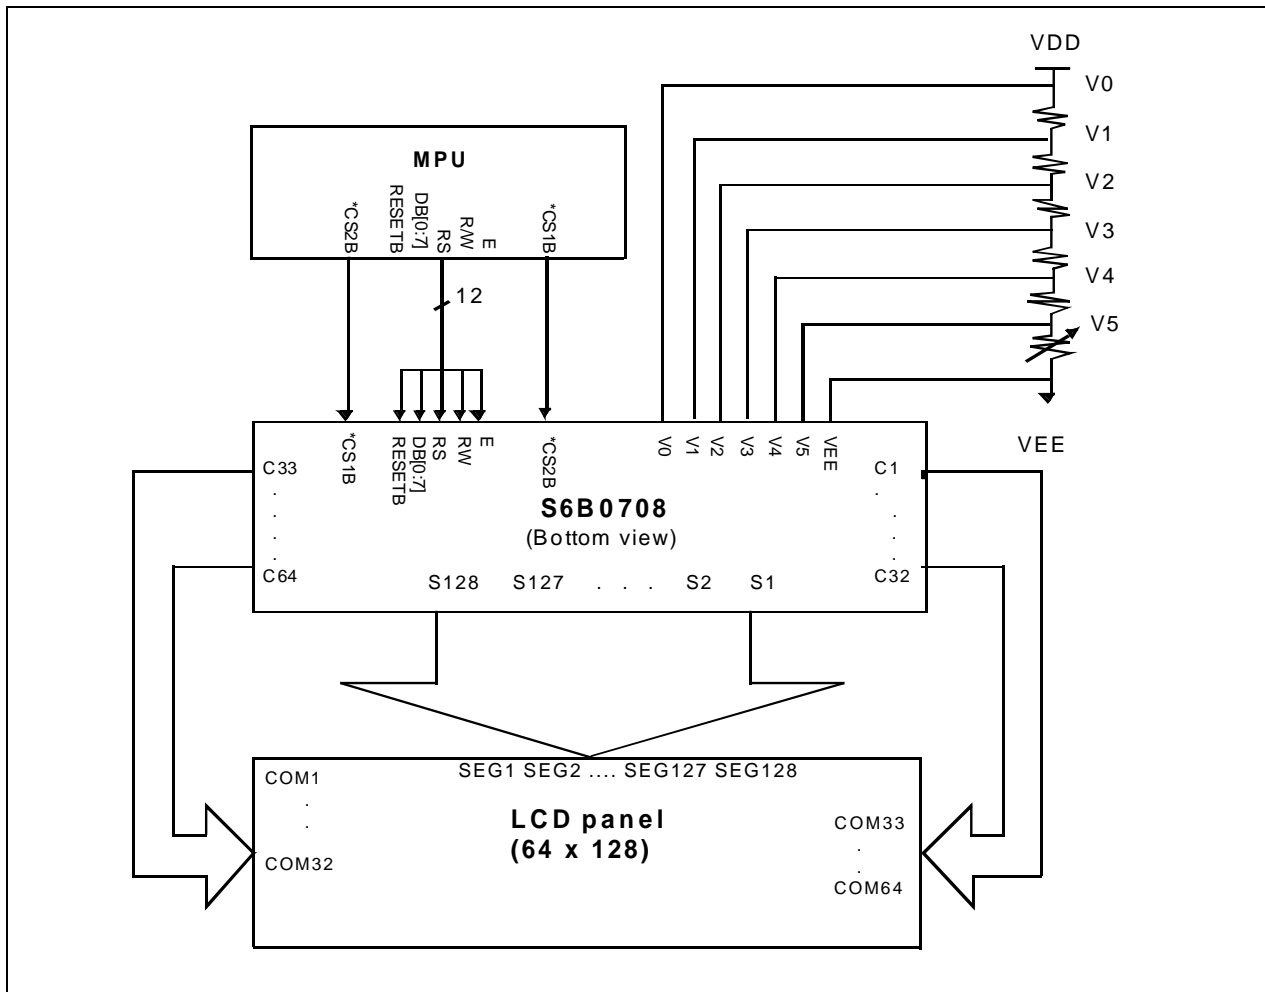 VDD
V0
V1
V2
V3
V4
V5
VEE
MPU
*CS2B
RESETB
DB[0:7]
RS
R/W
E
*CS1B
12
*CS1B
RESETB
DB[0:7]
RS
RW
E
*CS2B
V0
V1
V2
V3
V4
V5
VEE
C33
.
.
.
.
C64
S6B0708
(Bottom view)
C1
.
.
.
.
C32
S128 S127 . . . S2 S1
SEG1 SEG2 .... SEG127 SEG128
COM1
.
.
COM32
LCD panel
(64 x 128)
COM33
.
.
COM64